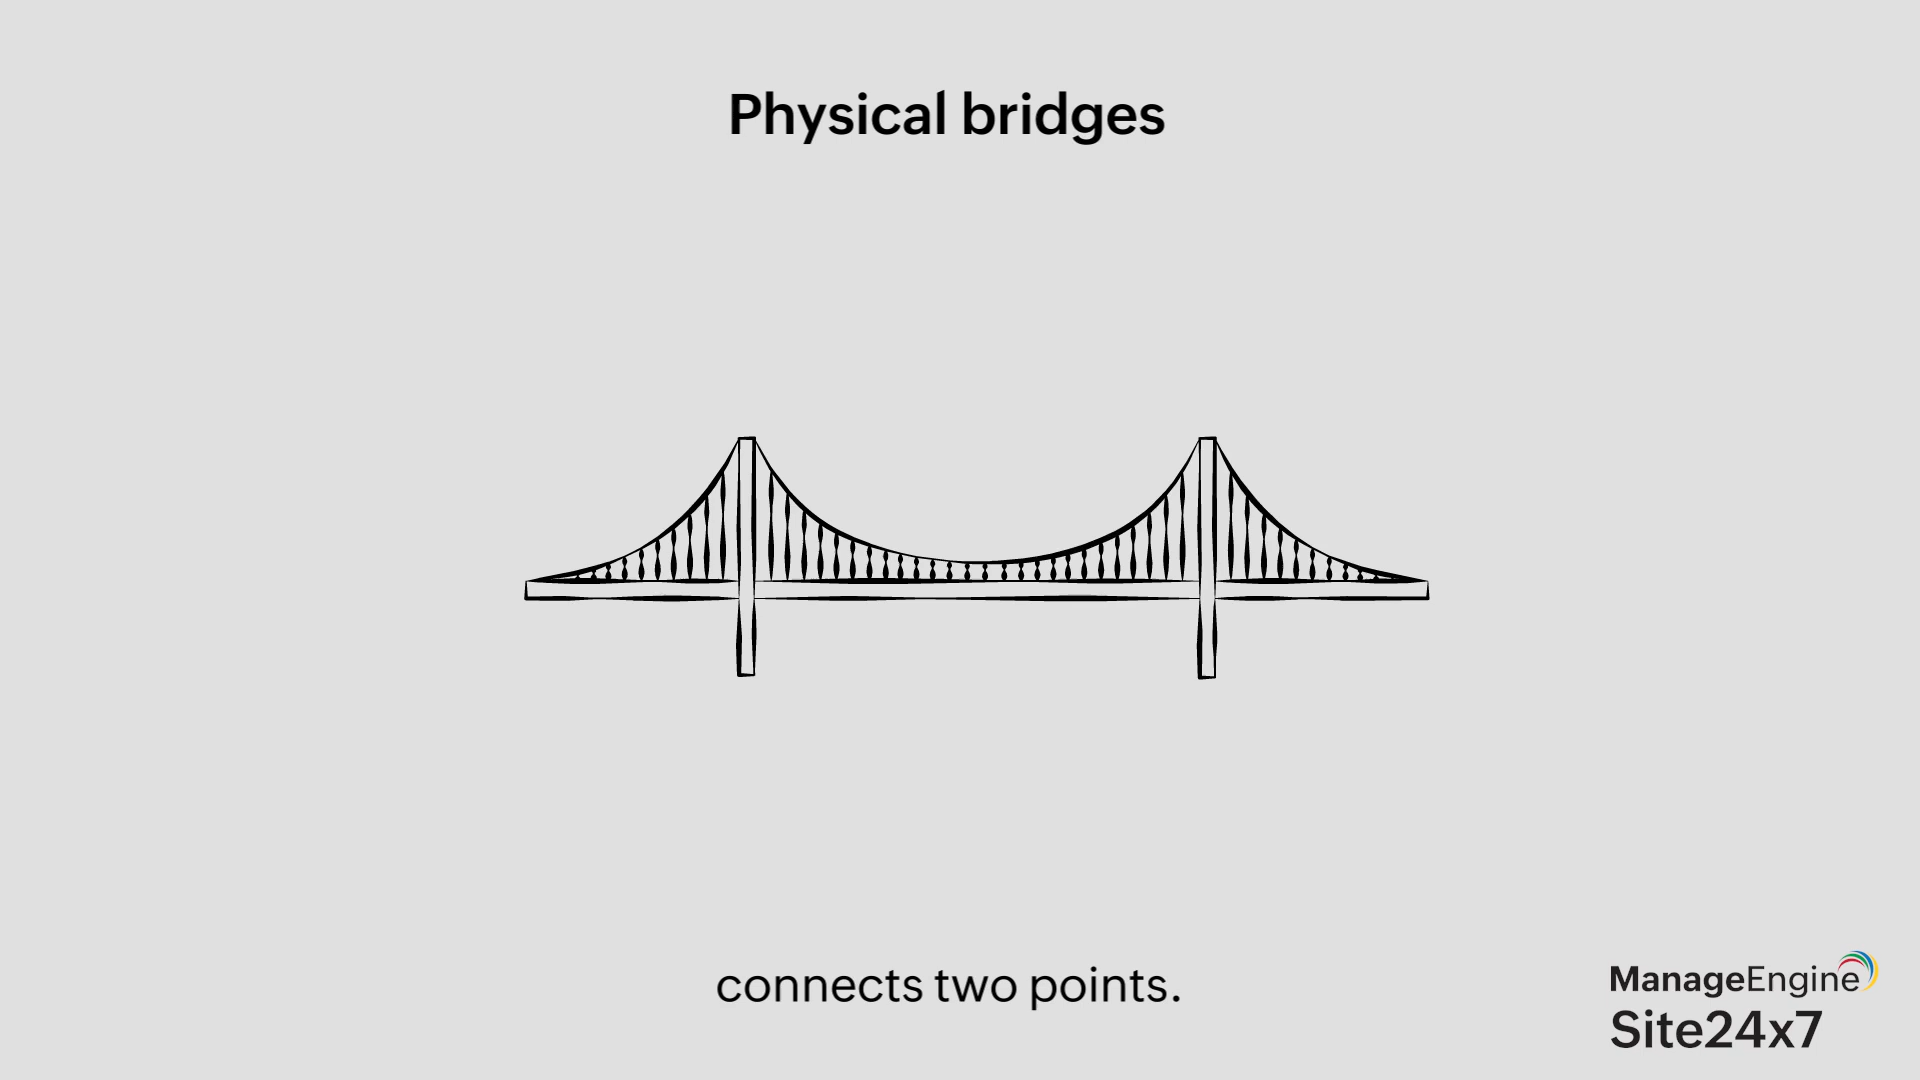 Physical bridges
connects two points.
ManageEngine
Site24x7